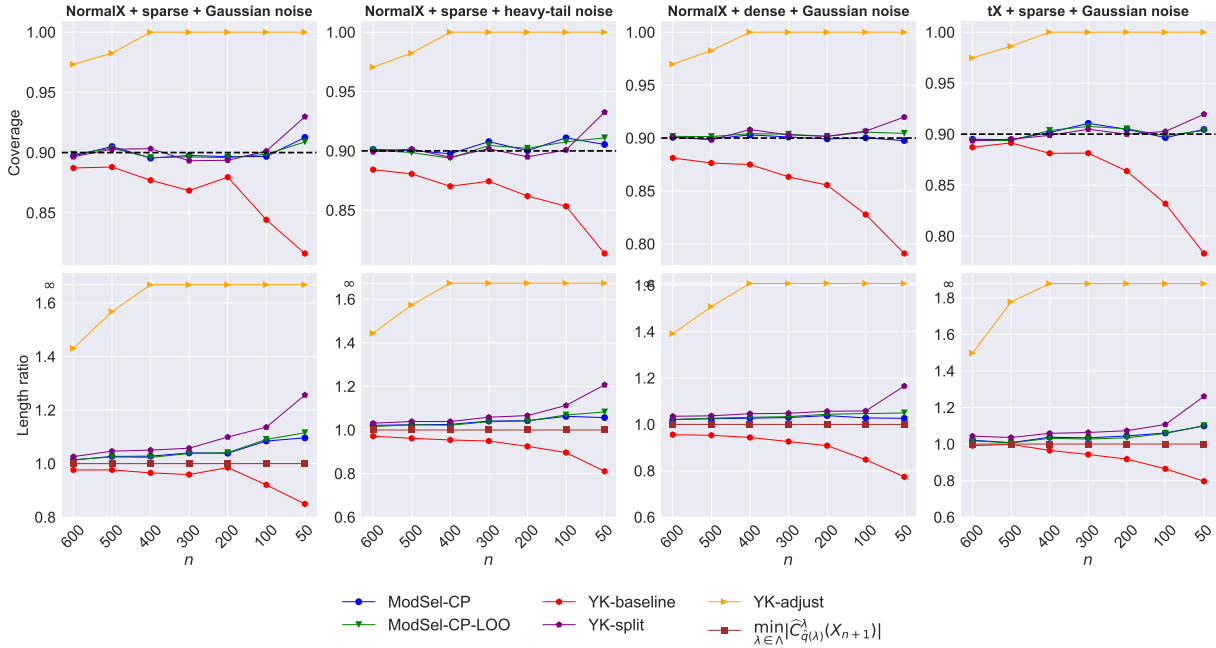 NormalX + sparse + Gaussian noise
NormalX + sparse + heavy-tail noise
NormalX + dense + Gaussian noise
tX + sparse + Gaussian noise
Coverage
1.00
0.95
0.90
0.85
1.00
0.95
0.90
0.85
1.00
0.95
0.90
0.85
0.80
1.00
0.95
0.90
0.85
0.80
Length ratio
∞
1.6
1.4
1.2
1.0
0.8
∞
1.6
1.4
1.2
1.0
0.8
0.6
∞
1.6
1.4
1.2
1.0
0.8
0.6
∞
1.8
1.6
1.4
1.2
1.0
0.8
0.6
600 500 400 300 200 100 50
600 500 400 300 200 100 50
600 500 400 300 200 100 50
600 500 400 300 200 100 50
n
n
n
n
ModSel-CP
ModSel-CP-LOO
YK-baseline
YK-split
YK-adjust
min_{λ∈Λ}|Ĉ^λ_{q̂(λ)}(X_{n+1})|